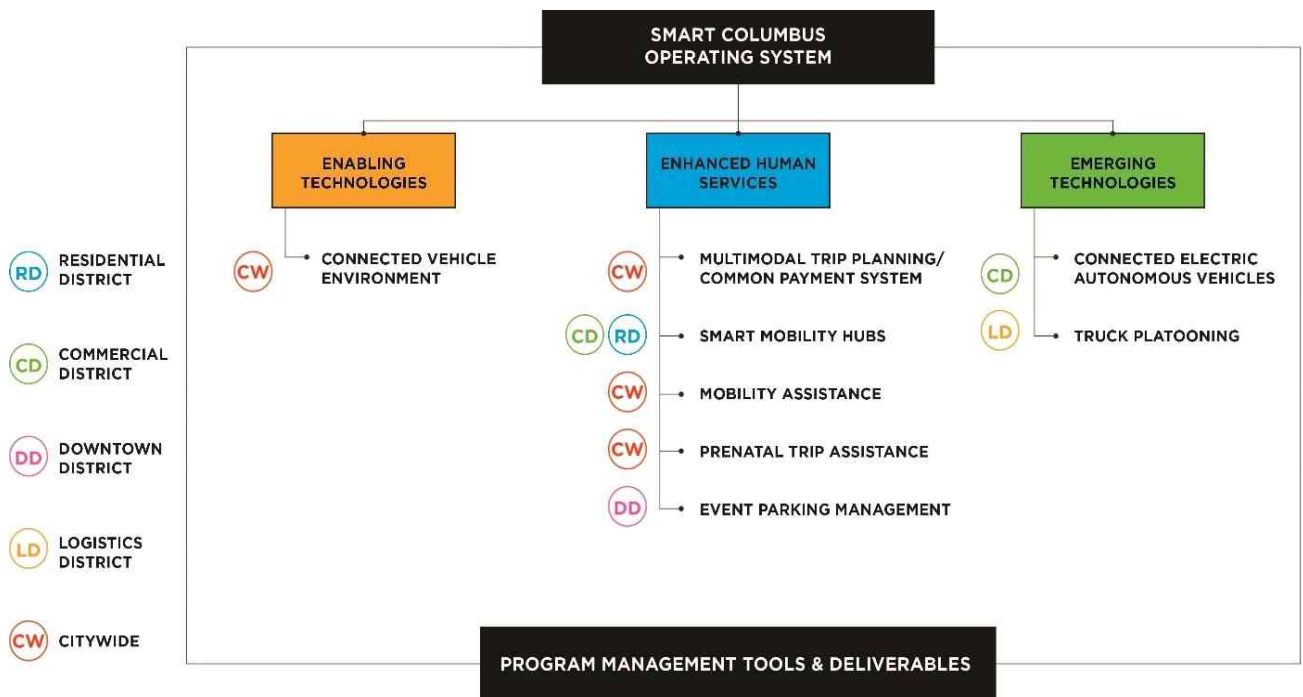 SMART COLUMBUS
OPERATING SYSTEM
ENABLING
TECHNOLOGIES
ENHANCED HUMAN
SERVICES
EMERGING
TECHNOLOGIES
RD
RESIDENTIAL
DISTRICT
CD
COMMERCIAL
DISTRICT
DD
DOWNTOWN
DISTRICT
LD
LOGISTICS
DISTRICT
CW
CITYWIDE
CW
CONNECTED VEHICLE
ENVIRONMENT
CW
MULTIMODAL TRIP PLANNING/
COMMON PAYMENT SYSTEM
CD RD SMART MOBILITY HUBS
CW MOBILITY ASSISTANCE
CW PRENATAL TRIP ASSISTANCE
DD EVENT PARKING MANAGEMENT
CD
CONNECTED ELECTRIC
AUTONOMOUS VEHICLES
LD TRUCK PLATOONING
PROGRAM MANAGEMENT TOOLS & DELIVERABLES